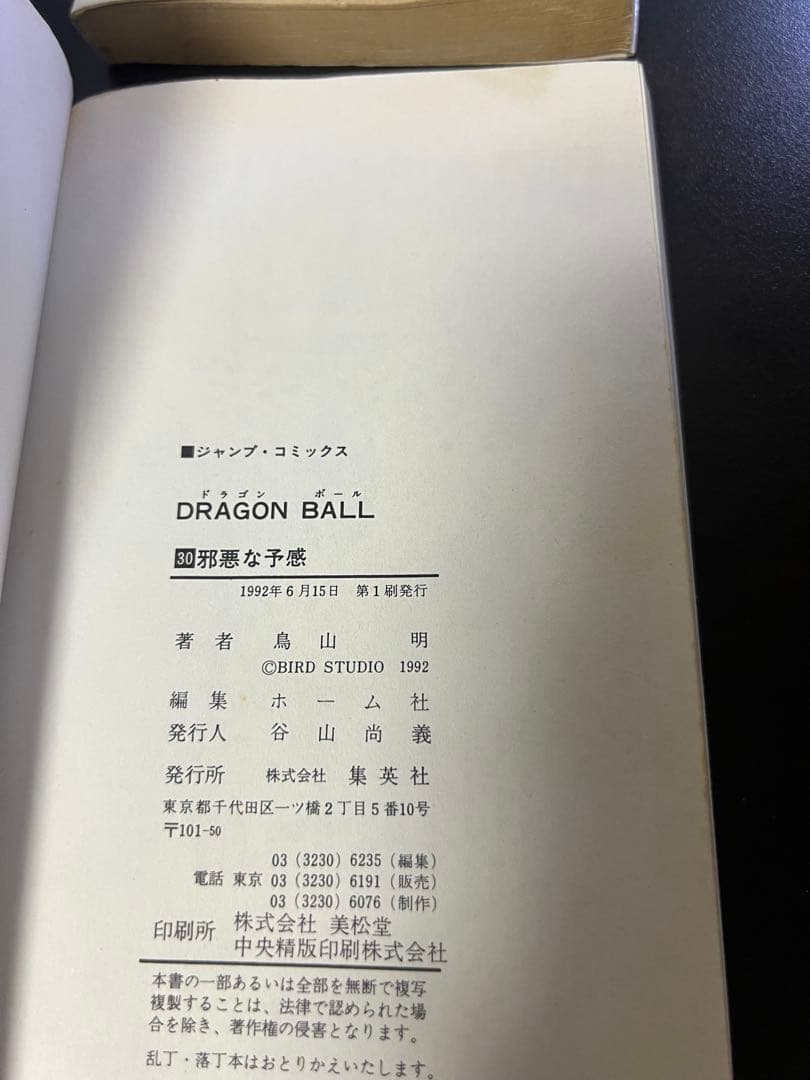 ■ジャンプ・コミックス
ドラゴン ボール
DRAGON BALL
30邪悪な予感
1992年6月15日 第1刷発行
著者 鳥山 明
©BIRD STUDIO 1992
編集 ホーム社
発行人 谷山尚義
発行所 株式会社 集英社
東京都千代田区一ツ橋2丁目5番10号
〒101-50
03(3230)6235(編集)
電話 東京 03(3230)6191(販売)
03(3230)6076(制作)
印刷所 株式会社 美松堂
中央精版印刷株式会社
本書の一部あるいは全部を無断で複写
複製することは、法律で認められた場
合を除き、著作権の侵害となります。
乱丁・落丁本はおとりかえいたします。